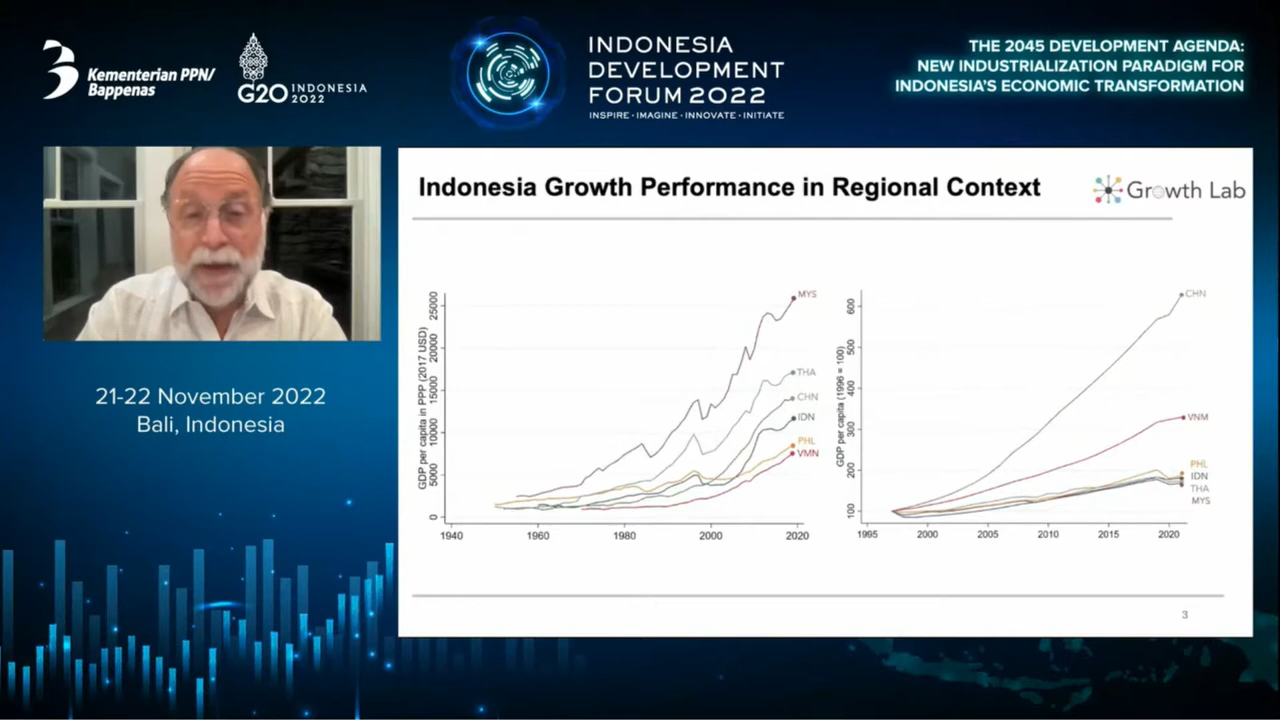 Kementerian PPN/
Bappenas
G20 INDONESIA
2022
INDONESIA
DEVELOPMENT
FORUM 2022
INSPIRE · IMAGINE · INNOVATE · INITIATE
THE 2045 DEVELOPMENT AGENDA:
NEW INDUSTRIALIZATION PARADIGM FOR
INDONESIA'S ECONOMIC TRANSFORMATION
21-22 November 2022
Bali, Indonesia
Indonesia Growth Performance in Regional Context
Growth Lab
GDP per capita in PPP (2017 USD)
25000
20000
15000
10000
5000
0
MYS
THA
CHN
IDN
PHL
VMN
1940
1960
1980
2000
2020
GDP per capita (1996 = 100)
600
500
400
300
200
100
CHN
VNM
PHL
IDN
THA
MYS
1995
2000
2005
2010
2015
2020
3